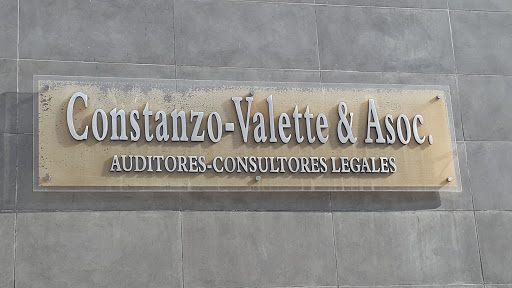 Constanzo-Valette & Asoc.
AUDITORES-CONSULTORES LEGALES